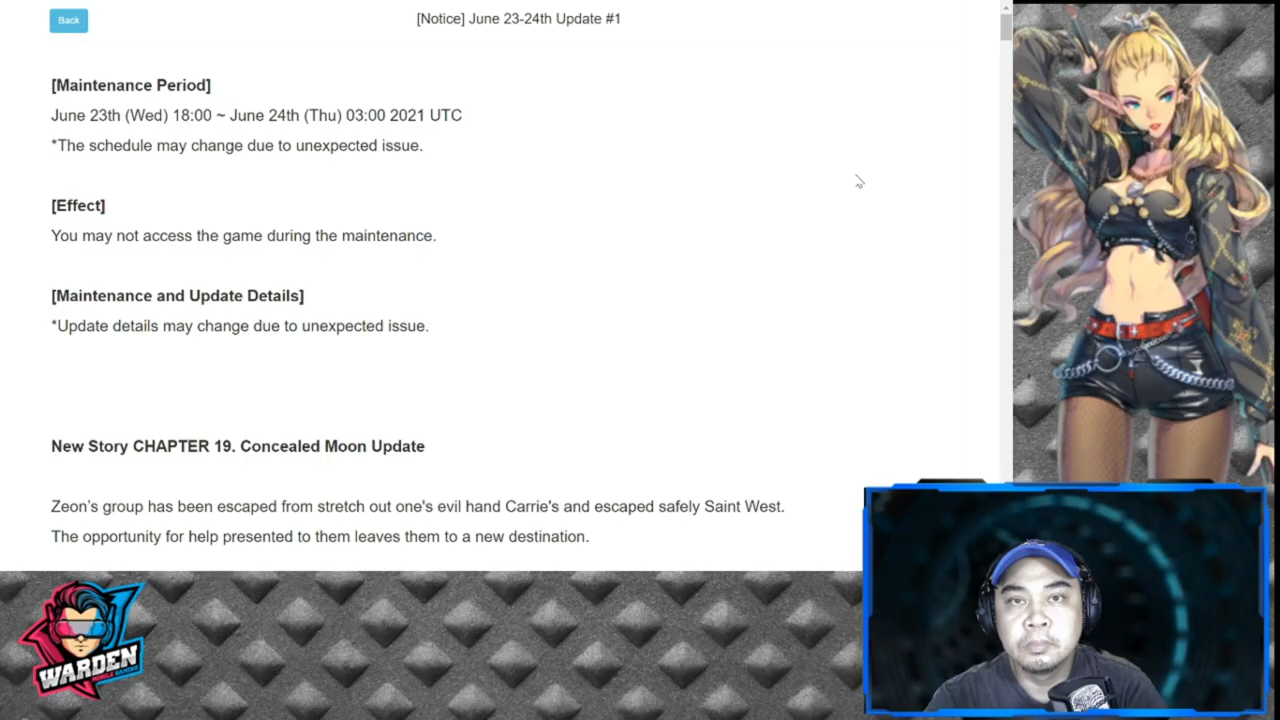 Back
[Notice] June 23-24th Update #1
[Maintenance Period]
June 23th (Wed) 18:00 ~ June 24th (Thu) 03:00 2021 UTC
*The schedule may change due to unexpected issue.
[Effect]
You may not access the game during the maintenance.
[Maintenance and Update Details]
*Update details may change due to unexpected issue.
New Story CHAPTER 19. Concealed Moon Update
Zeon's group has been escaped from stretch out one's evil hand Carrie's and escaped safely Saint West.
The opportunity for help presented to them leaves them to a new destination.
WARDEN
MOBILE GAMING